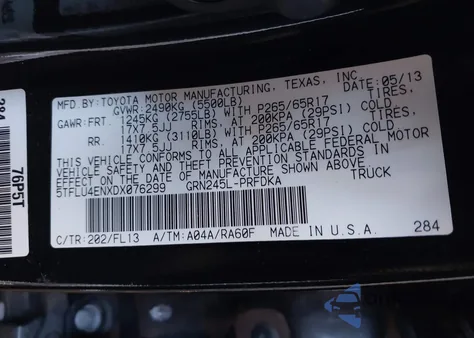 MFD.BY:TOYOTA MOTOR MANUFACTURING, TEXAS, INC. DATE:05/13
GVWR:2490KG (5500LB)
GAWR:FRT. 1245KG (2755LB) WITH P265/65R17 TIRES,
17X7.5JJ RIMS, AT 200KPA (29PSI) COLD
RR. 1410KG (3110LB) WITH P265/65R17 TIRES,
17X7.5JJ RIMS, AT 200KPA (29PSI) COLD
THIS VEHICLE CONFORMS TO ALL APPLICABLE FEDERAL MOTOR
VEHICLE SAFETY AND THEFT PREVENTION STANDARDS IN
EFFECT ON THE DATE OF MANUFACTURE SHOWN ABOVE.
5TFLU4ENXDX076299 GRN245L-PRFDKA TRUCK
C/TR:202/FL13 A/TM:A04A/RA60F MADE IN U.S.A. 284
284
76P5T